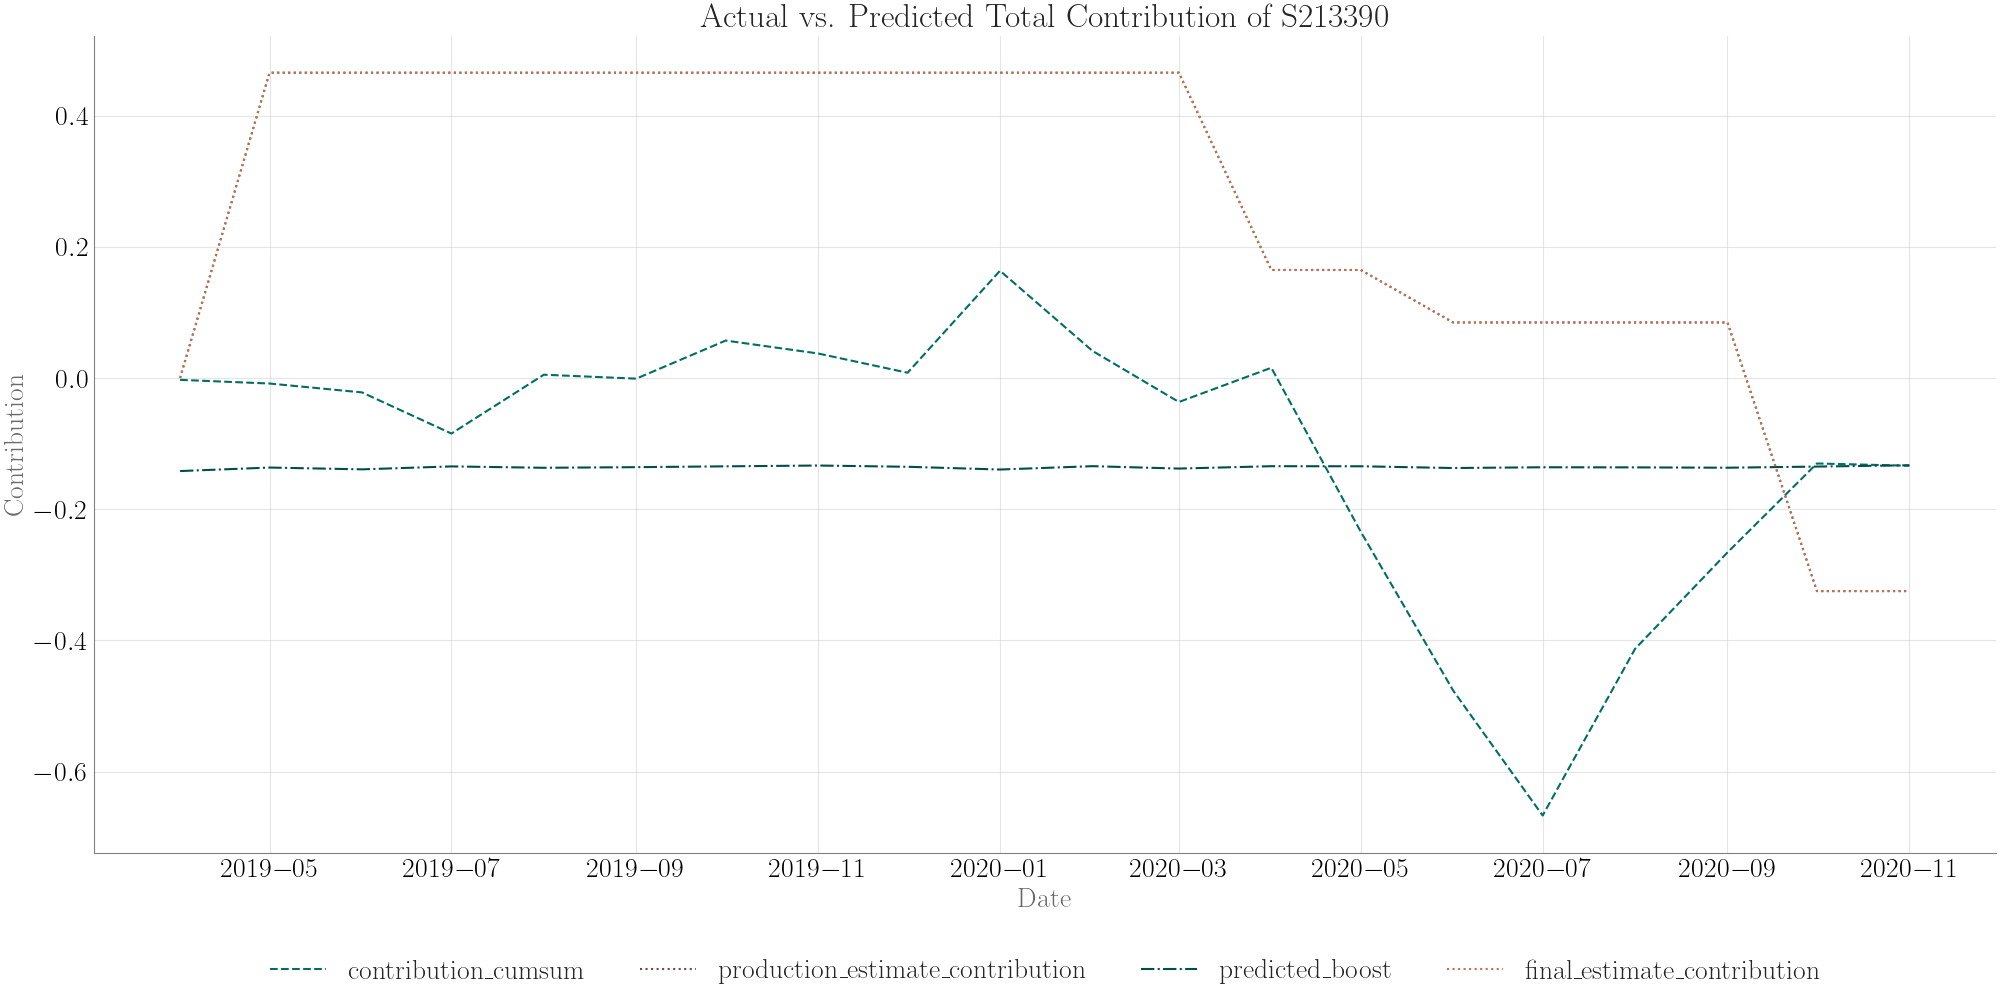 Actual vs. Predicted Total Contribution of S213390
Contribution
0.4
0.2
0.0
−0.2
−0.4
−0.6
2019−05 2019−07 2019−09 2019−11 2020−01 2020−03 2020−05 2020−07 2020−09 2020−11
Date
contribution_cumsum production_estimate_contribution predicted_boost final_estimate_contribution